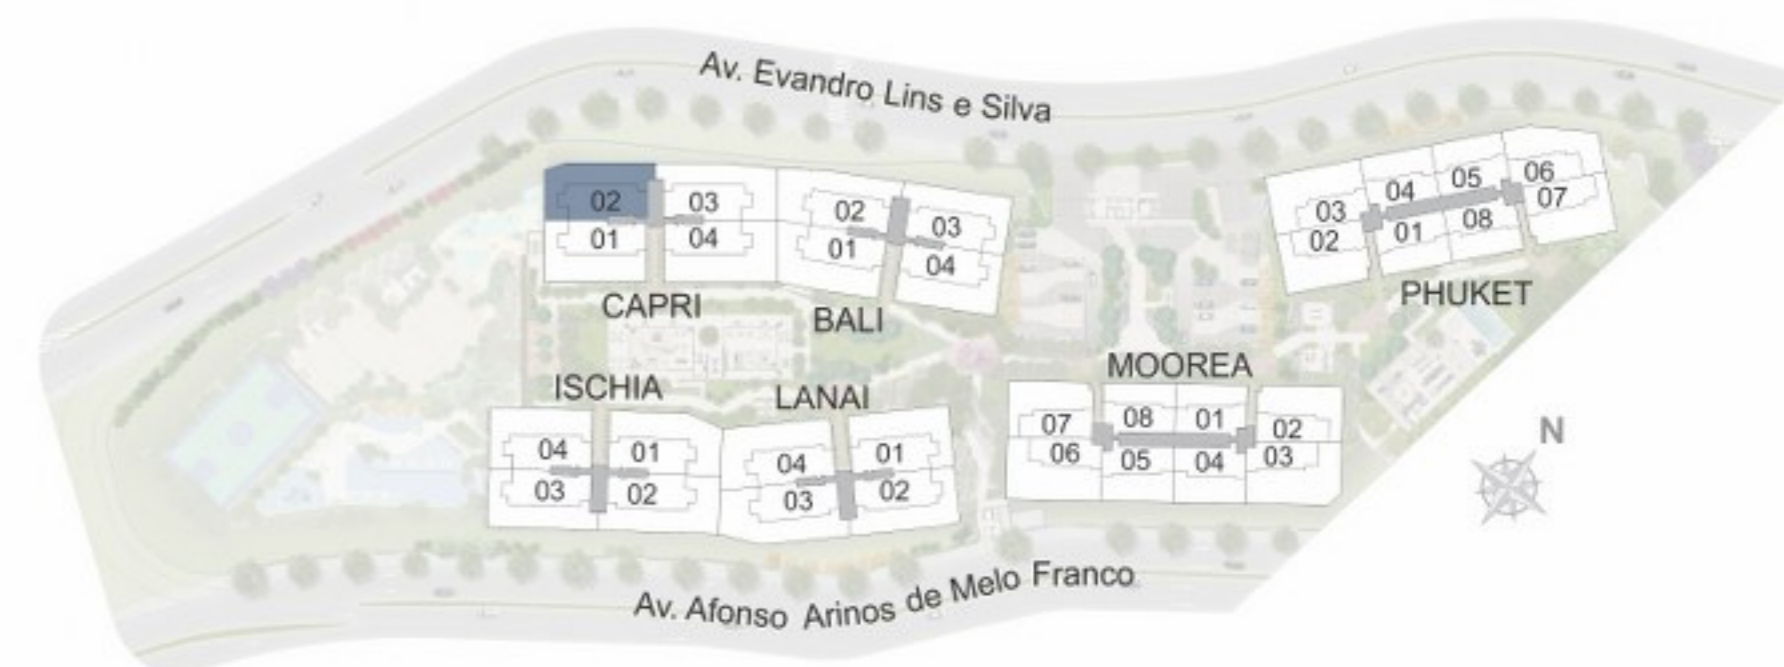 Av. Evandro Lins e Silva
02 03
01 04
CAPRI
02 03
01 04
BALI
03 04 05 06
02 01 08 07
PHUKET
ISCHIA
04 01
03 02
LANAI
04 01
03 02
MOOREA
07 08 01 02
06 05 04 03
N
Av. Afonso Arinos de Melo Franco